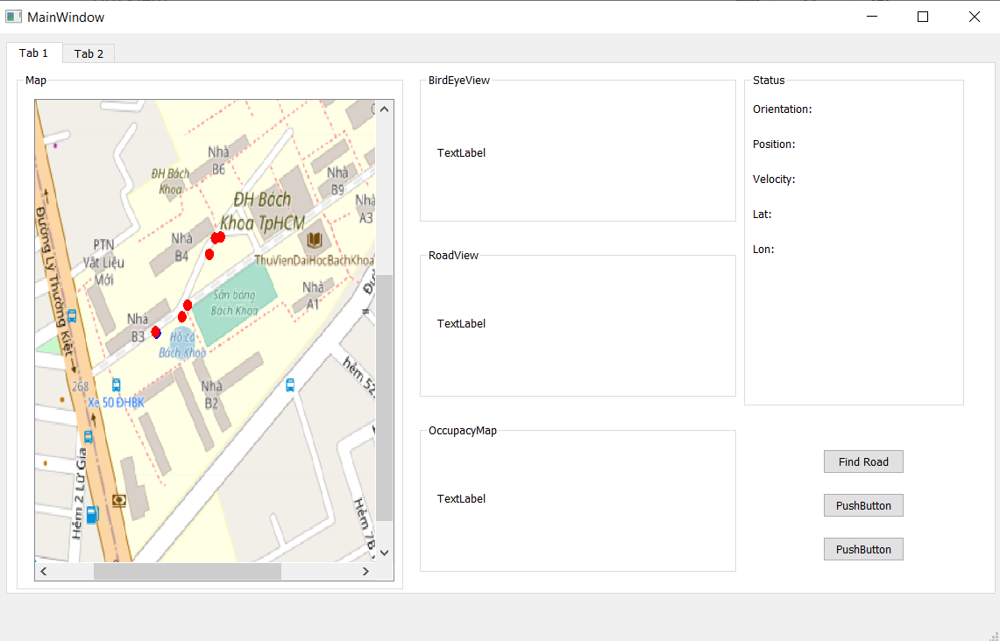 MainWindow
Tab 1
Tab 2
Map
Nhà
B6
ĐH Bách
Khoa
Nhà
B9
ĐH Bách
Khoa TpHCM
Nhà
A3
Đường Lý Thường Kiệt
PTN
Vật Liệu
Mới
Nhà
B4
ThuVienDaiHocBachKhoa
Sân bóng
Bách Khoa
Nhà
A1
Nhà
B3
Hồ cá
Bách Khoa
268
Xe 50 ĐHBK
Nhà
B2
hẻm 52
Hẻm 2 Lữ Gia
Hẻm 7B
BirdEyeView
TextLabel
RoadView
TextLabel
OccupacyMap
TextLabel
Status
Orientation:
Position:
Velocity:
Lat:
Lon:
Find Road
PushButton
PushButton